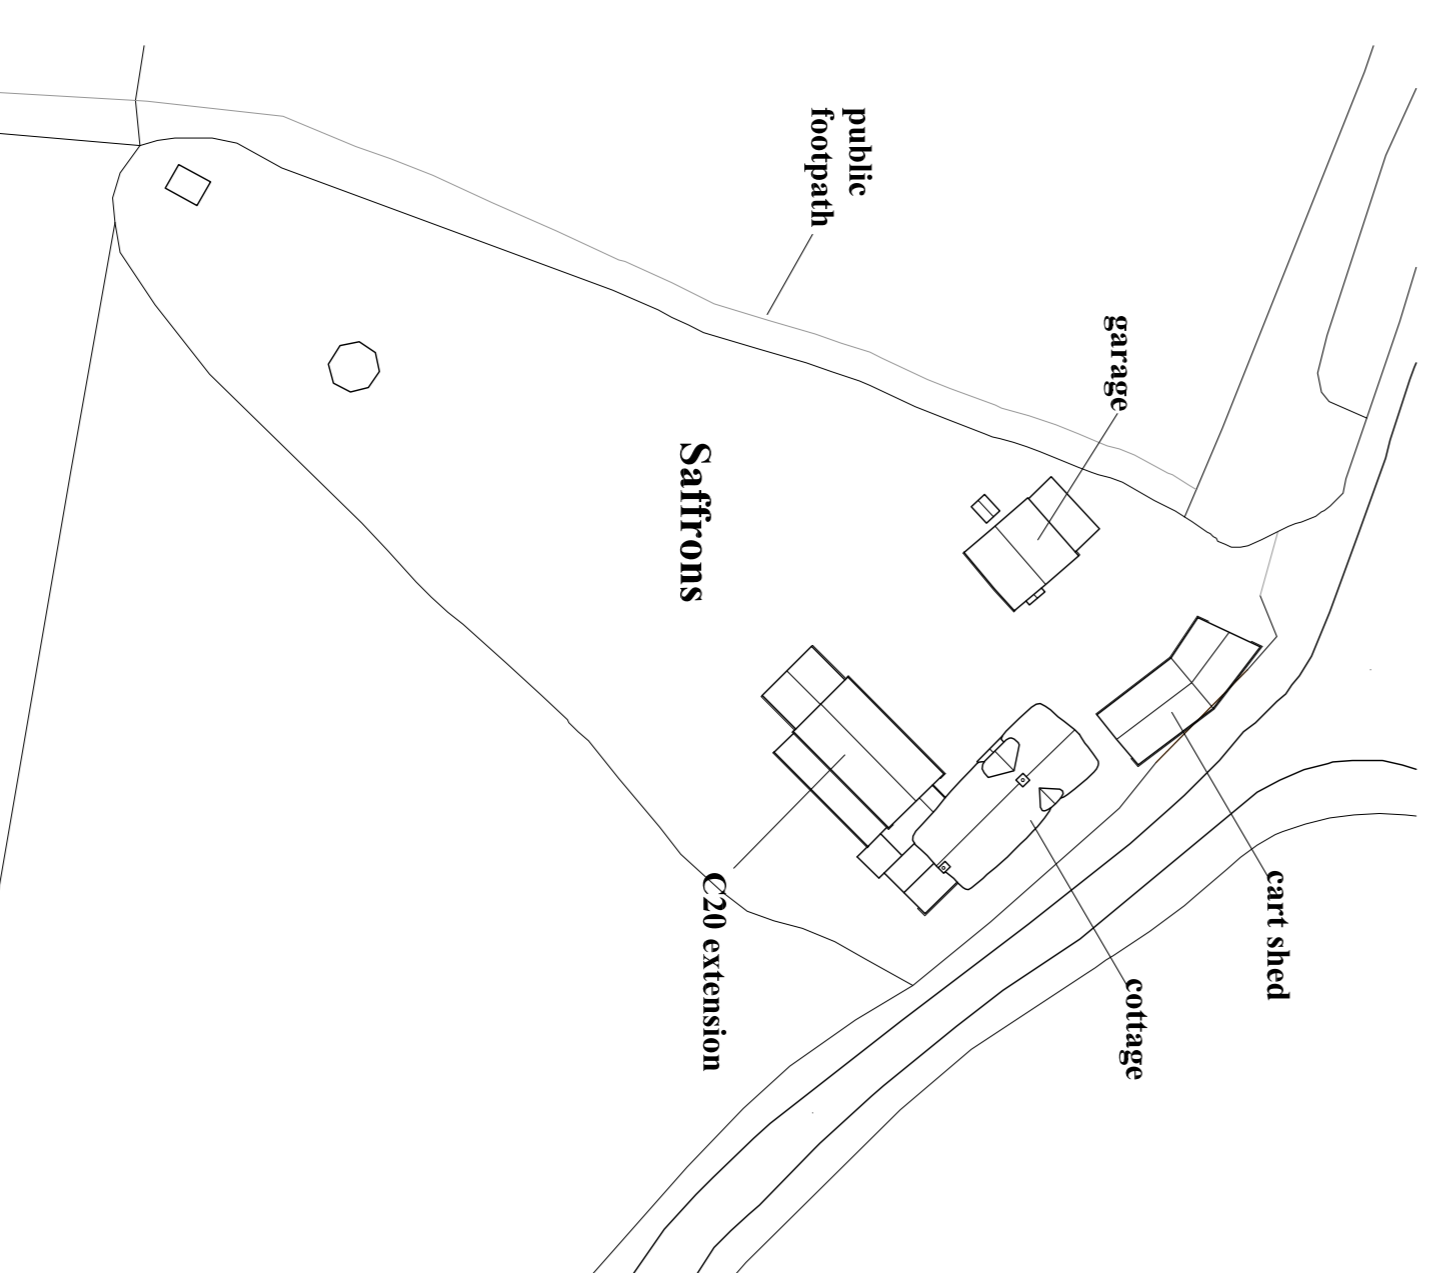 public
footpath
garage
Saffrons
cart shed
C20 extension
cottage